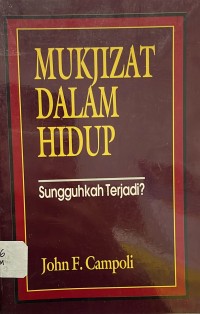 MUKJIZAT
DALAM
HIDUP
Sungguhkah Terjadi?
John F. Campoli